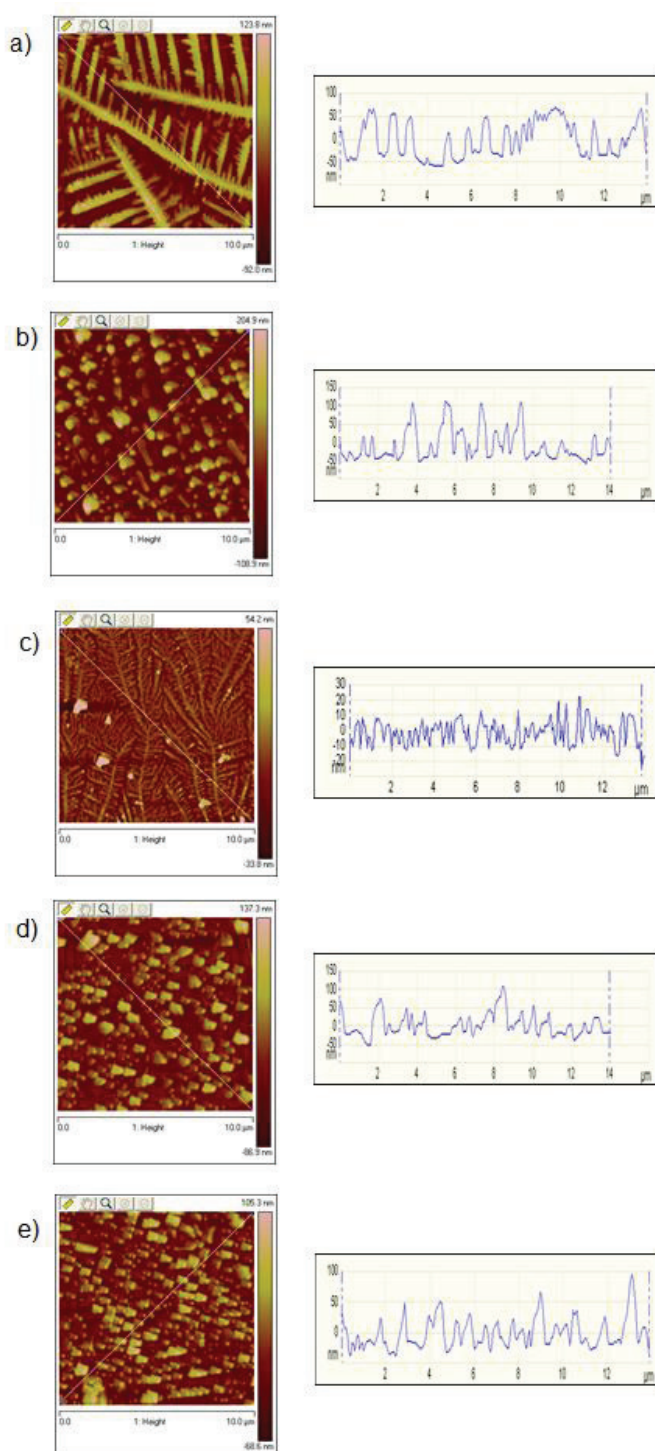 a)
123.8 nm
0.0 1: Height 10.0 µm
-92.0 nm
100
50
0
-50
nm
2 4 6 8 10 12 µm
b)
204.9 nm
0.0 1: Height 10.0 µm
-108.9 nm
150
100
50
0
-50
nm
2 4 6 8 10 12 14 µm
c)
54.2 nm
0.0 1: Height 10.0 µm
-33.8 nm
30
20
10
0
-10
-20
nm
2 4 6 8 10 12 µm
d)
137.3 nm
0.0 1: Height 10.0 µm
-86.9 nm
150
100
50
0
-50
nm
2 4 6 8 10 12 14 µm
e)
105.3 nm
0.0 1: Height 10.0 µm
-68.6 nm
100
50
0
nm
2 4 6 8 10 12 µm